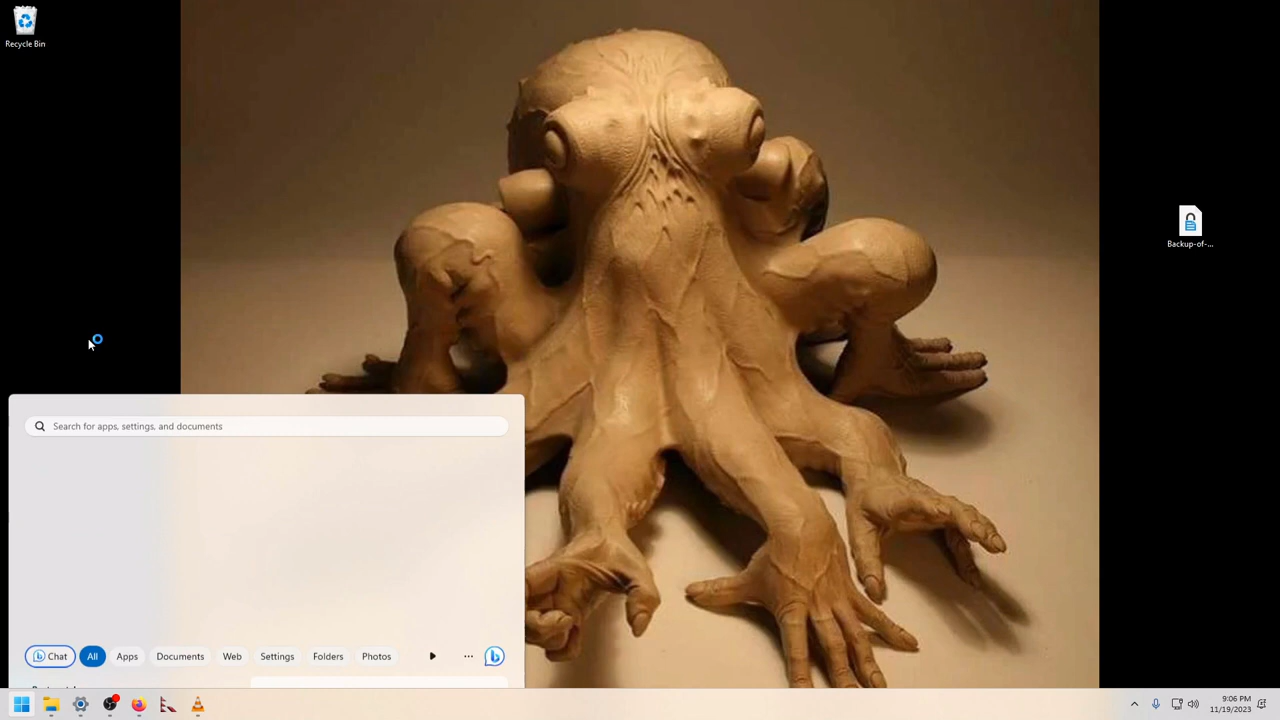 Recycle Bin
Backup-of-...
Search for apps, settings, and documents
Chat
All
Apps
Documents
Web
Settings
Folders
Photos
9:06 PM
11/19/2023